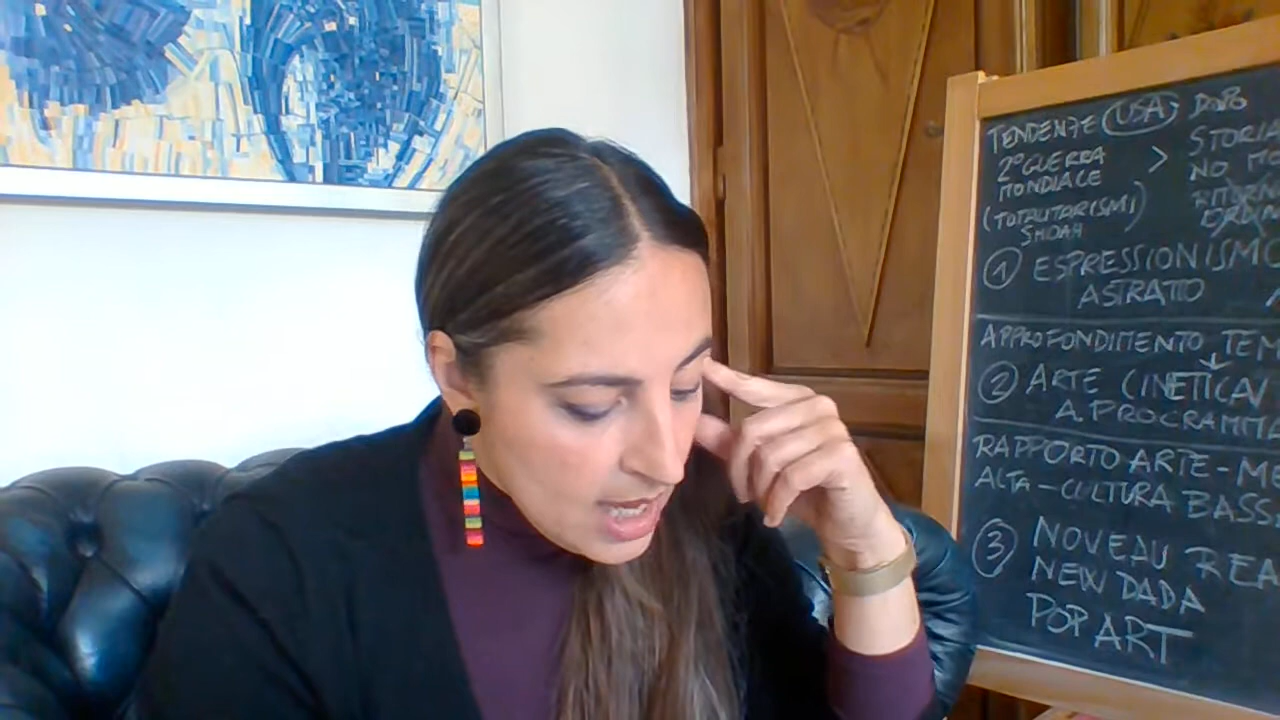 TENDENZE (USA) DOPO
2° GUERRA > STORIA
MONDIALE NO MO
(TOTALITARISMI) RITORN
SHOAH ORDIN
① ESPRESSIONISMO
ASTRATTO
APPROFONDIMENTO TEM
② ARTE CINETICA
A. PROGRAMMA
RAPPORTO ARTE-ME
ALTA-CULTURA BASS
③ NOVEAU REA
NEW DADA
POP ART